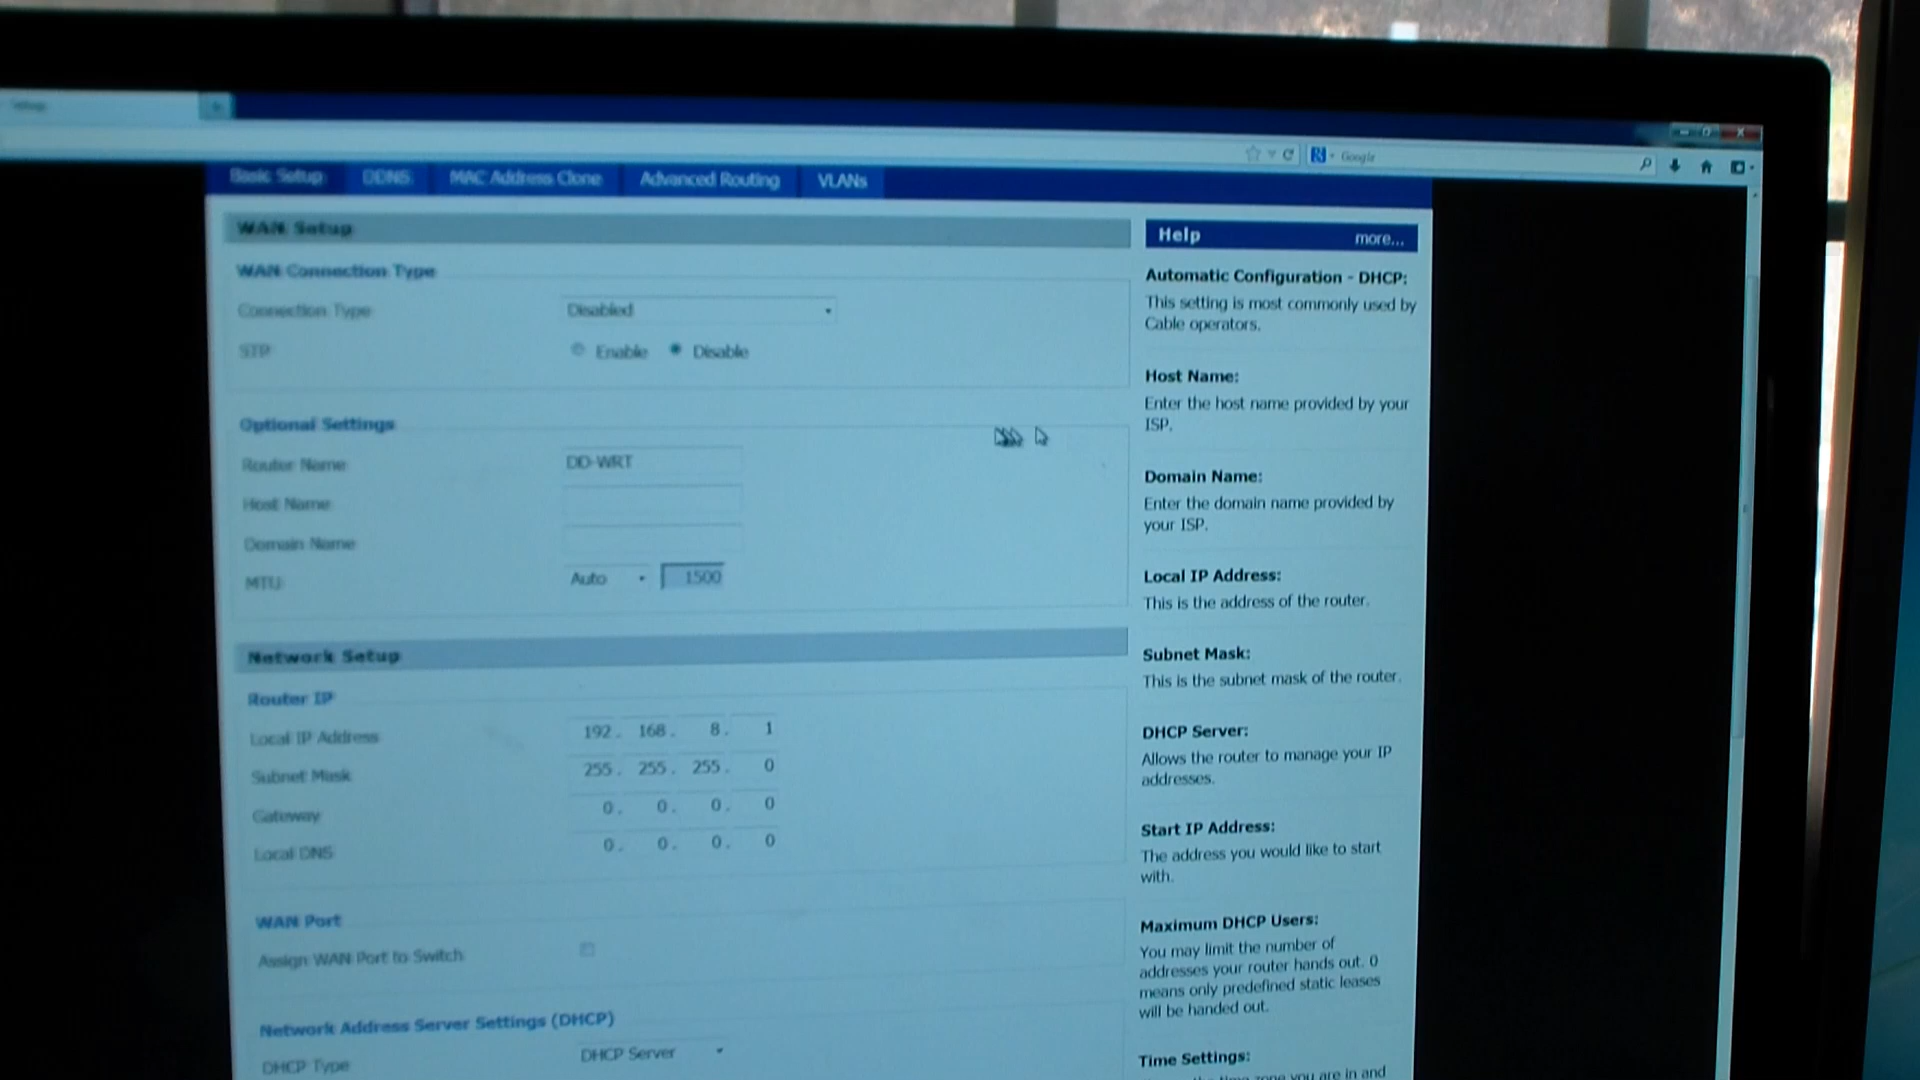 Setup
Google
Basic Setup DDNS MAC Address Clone Advanced Routing VLANs
WAN Setup
WAN Connection Type
Connection Type Disabled
STP Enable Disable
Optional Settings
Router Name DD-WRT
Host Name
Domain Name
MTU Auto 1500
Network Setup
Router IP
Local IP Address 192. 168. 8. 1
Subnet Mask 255. 255. 255. 0
Gateway 0. 0. 0. 0
Local DNS 0. 0. 0. 0
WAN Port
Assign WAN Port to Switch
Network Address Server Settings (DHCP)
DHCP Type DHCP Server
Help more...
Automatic Configuration - DHCP:
This setting is most commonly used by
Cable operators.
Host Name:
Enter the host name provided by your
ISP.
Domain Name:
Enter the domain name provided by
your ISP.
Local IP Address:
This is the address of the router.
Subnet Mask:
This is the subnet mask of the router.
DHCP Server:
Allows the router to manage your IP
addresses.
Start IP Address:
The address you would like to start
with.
Maximum DHCP Users:
You may limit the number of
addresses your router hands out. 0
means only predefined static leases
will be handed out.
Time Settings:
time zone you are in and